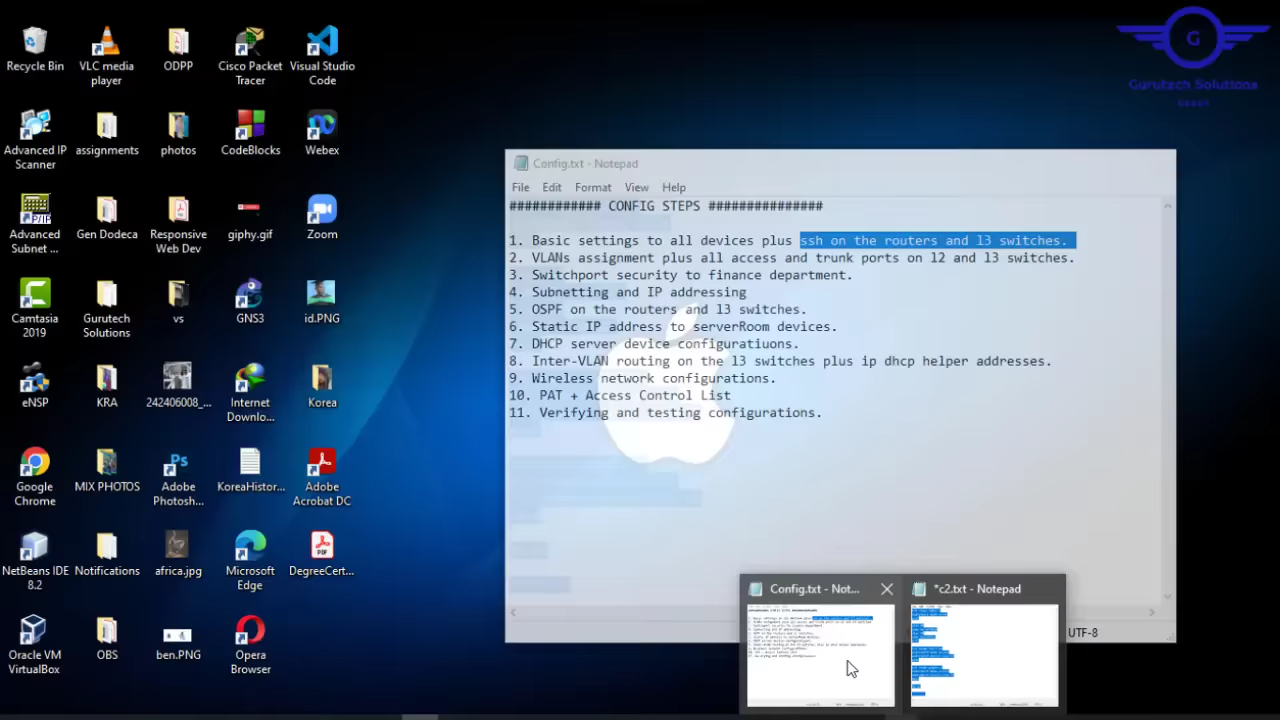 Recycle Bin
VLC media player
ODPP
Cisco Packet Tracer
Visual Studio Code
Advanced IP Scanner
assignments
photos
CodeBlocks
Webex
Advanced Subnet ...
Gen Dodeca
Responsive Web Dev
giphy.gif
Zoom
Camtasia 2019
Gurutech Solutions
vs
GNS3
id.PNG
eNSP
KRA
242406008_...
Internet Downlo...
Korea
Google Chrome
MIX PHOTOS
Adobe Photosh...
KoreaHistor...
Adobe Acrobat DC
NetBeans IDE 8.2
Notifications
africa.jpg
Microsoft Edge
DegreeCert...
Oracle VM VirtualBox
OBS
ben.PNG
Opera Browser
G
Gurutech Solutions
Config.txt - Notepad
File Edit Format View Help
############ CONFIG STEPS ###############
1. Basic settings to all devices plus ssh on the routers and l3 switches.
2. VLANs assignment plus all access and trunk ports on l2 and l3 switches.
3. Switchport security to finance department.
4. Subnetting and IP addressing
5. OSPF on the routers and l3 switches.
6. Static IP address to serverRoom devices.
7. DHCP server device configuratiuons.
8. Inter-VLAN routing on the l3 switches plus ip dhcp helper addresses.
9. Wireless network configurations.
10. PAT + Access Control List
11. Verifying and testing configurations.
UTF-8
Config.txt - Not...
*c2.txt - Notepad